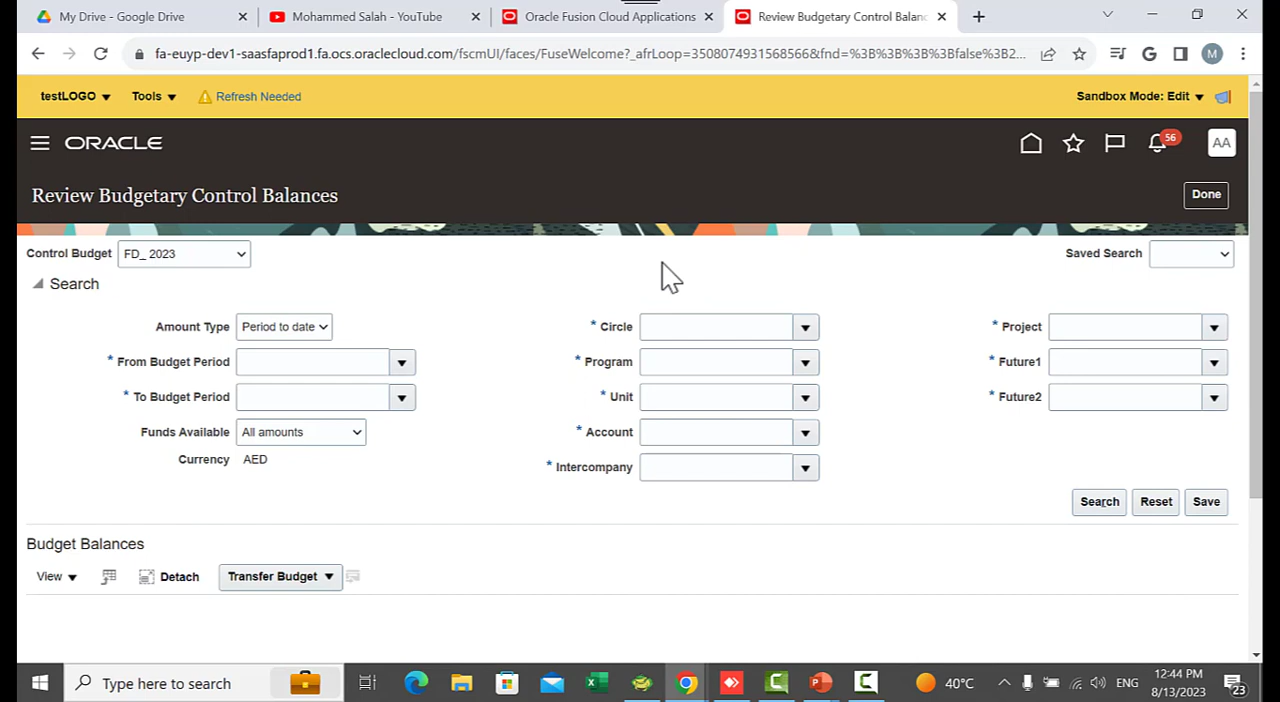 My Drive - Google Drive
Mohammed Salah - YouTube
Oracle Fusion Cloud Applications
Review Budgetary Control Balanc
fa-euyp-dev1-saasfaprod1.fa.ocs.oraclecloud.com/fscmUI/faces/FuseWelcome?_afrLoop=3508074931568566&fnd=%3B%3B%3B%3Bfalse%3B2...
M
testLOGO Tools Refresh Needed Sandbox Mode: Edit
ORACLE 56 AA
Review Budgetary Control Balances Done
Control Budget FD_ 2023 Saved Search
Search
Amount Type Period to date * Circle * Project
* From Budget Period * Program * Future1
* To Budget Period * Unit * Future2
Funds Available All amounts * Account
Currency AED
* Intercompany
Search Reset Save
Budget Balances
View Detach Transfer Budget
Type here to search 40°C ENG 12:44 PM
8/13/2023 23